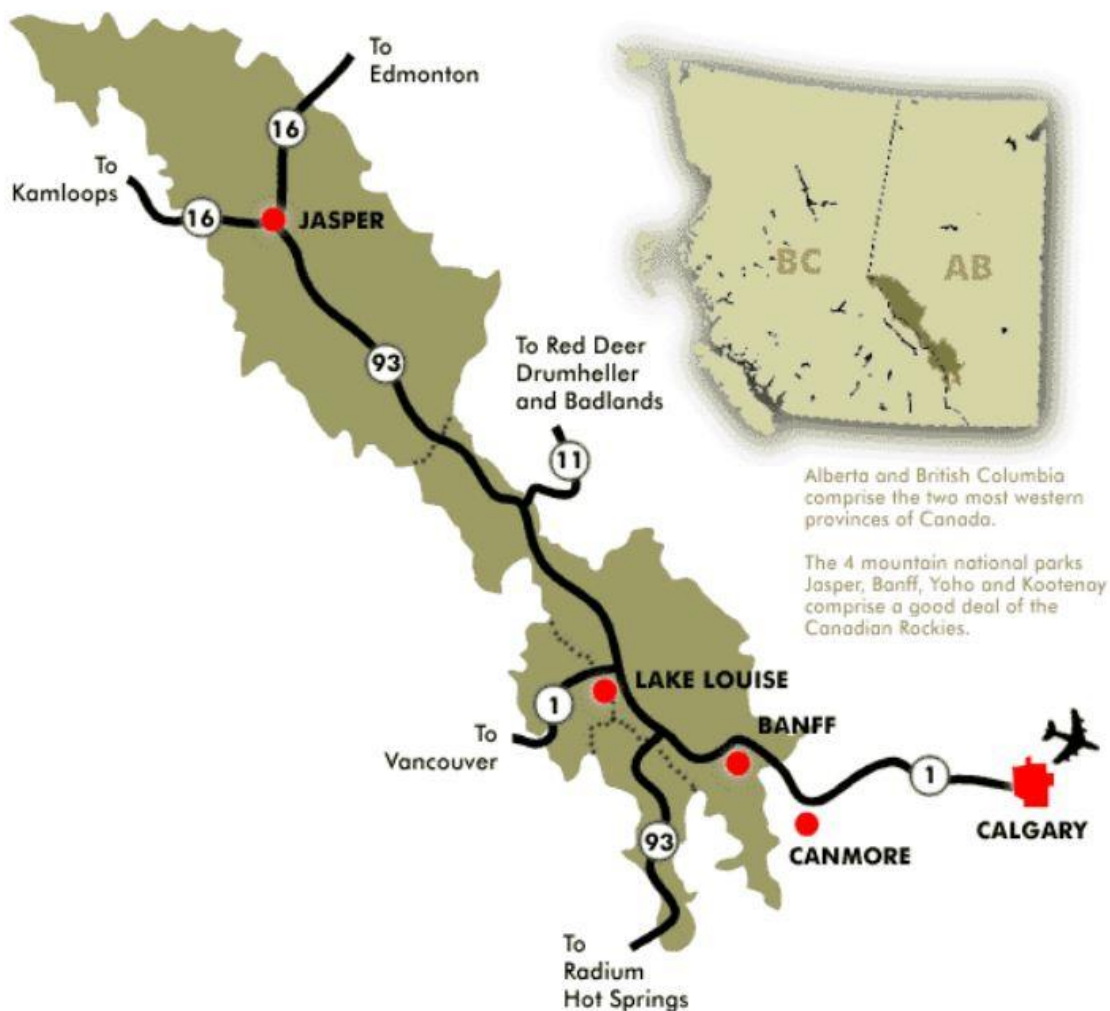 To
Edmonton
16
To
Kamloops
16
JASPER
BC
AB
93
To Red Deer
Drumheller
and Badlands
11
Alberta and British Columbia
comprise the two most western
provinces of Canada.
The 4 mountain national parks
Jasper, Banff, Yoho and Kootenay
comprise a good deal of the
Canadian Rockies.
LAKE LOUISE
1
BANFF
To
Vancouver
1
CALGARY
93
CANMORE
To
Radium
Hot Springs